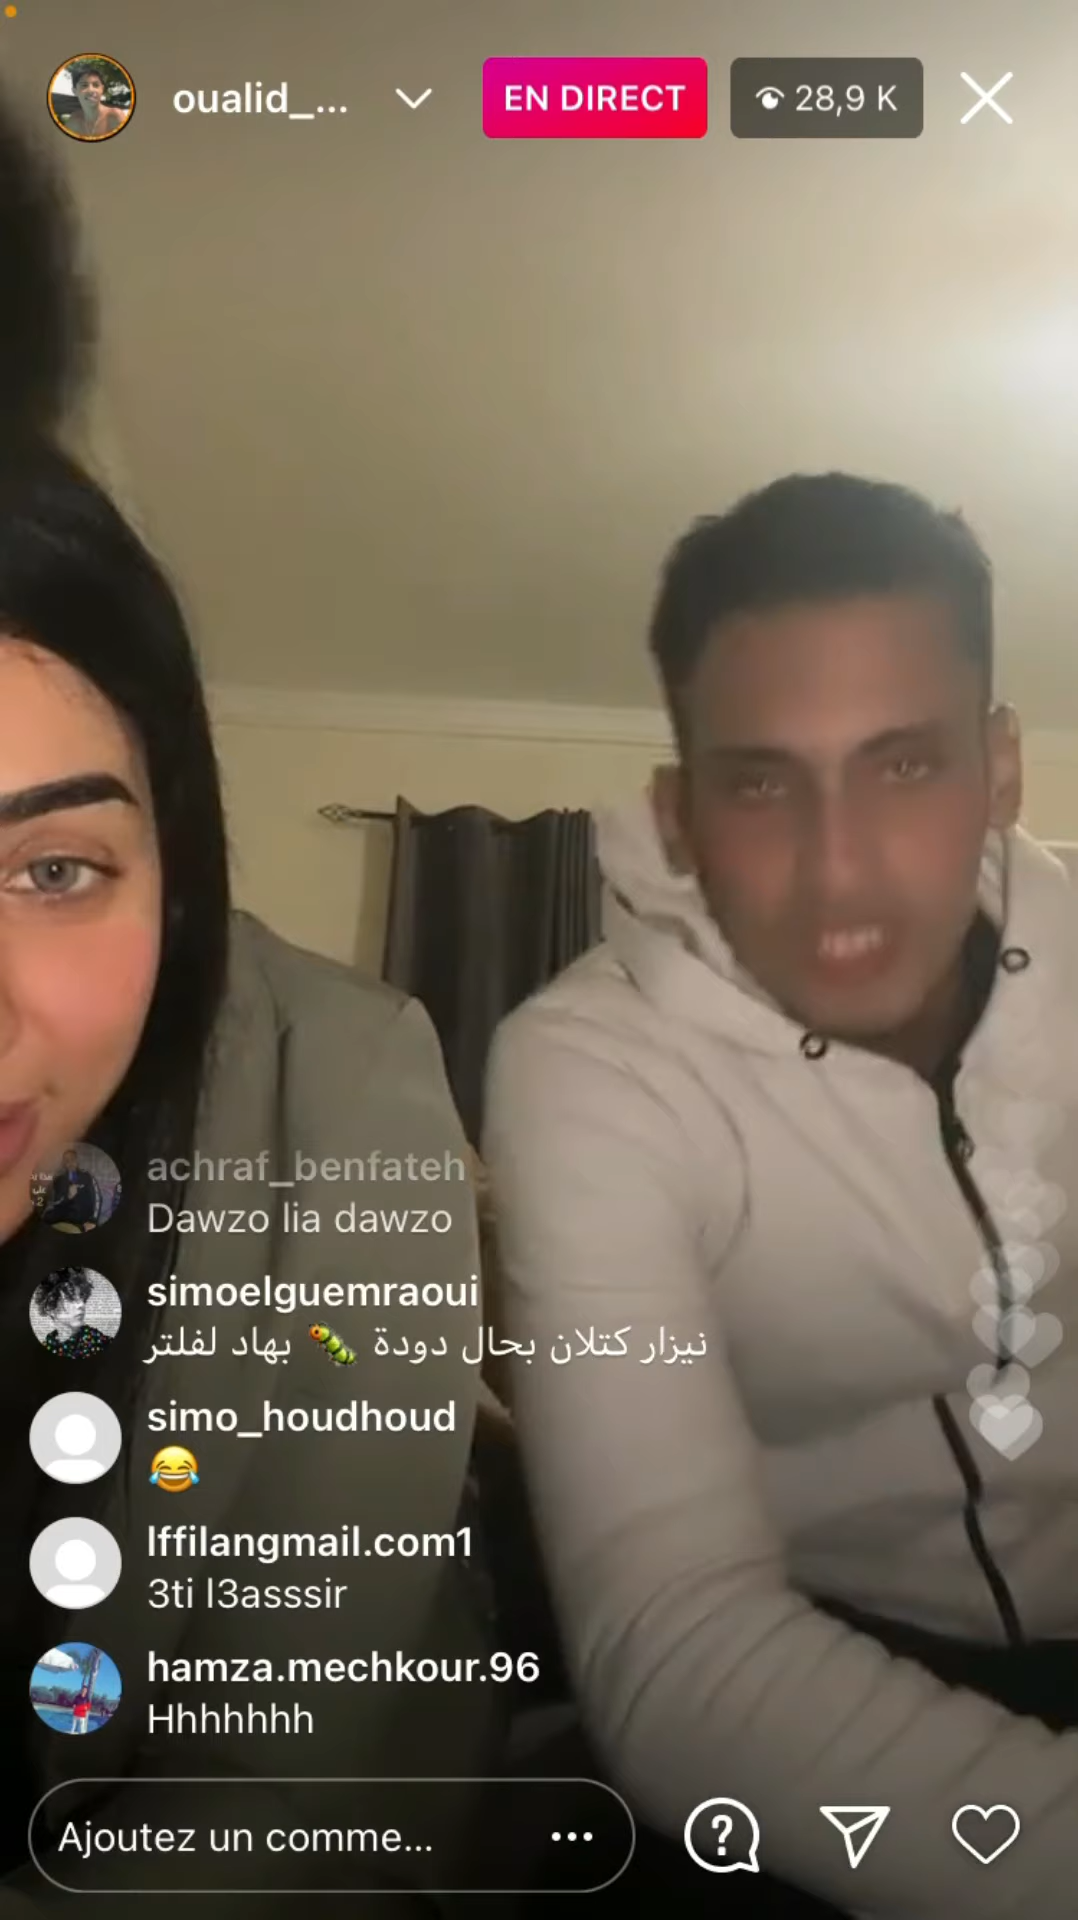 oualid_...
EN DIRECT
28,9 K
achraf_benfateh
Dawzo lia dawzo
simoelguemraoui
نيزار كتلان بحال دودة 🐛 بهاد لفلتر
simo_houdhoud
😂
lffilangmail.com1
3ti l3asssir
hamza.mechkour.96
Hhhhhhh
Ajoutez un comme...